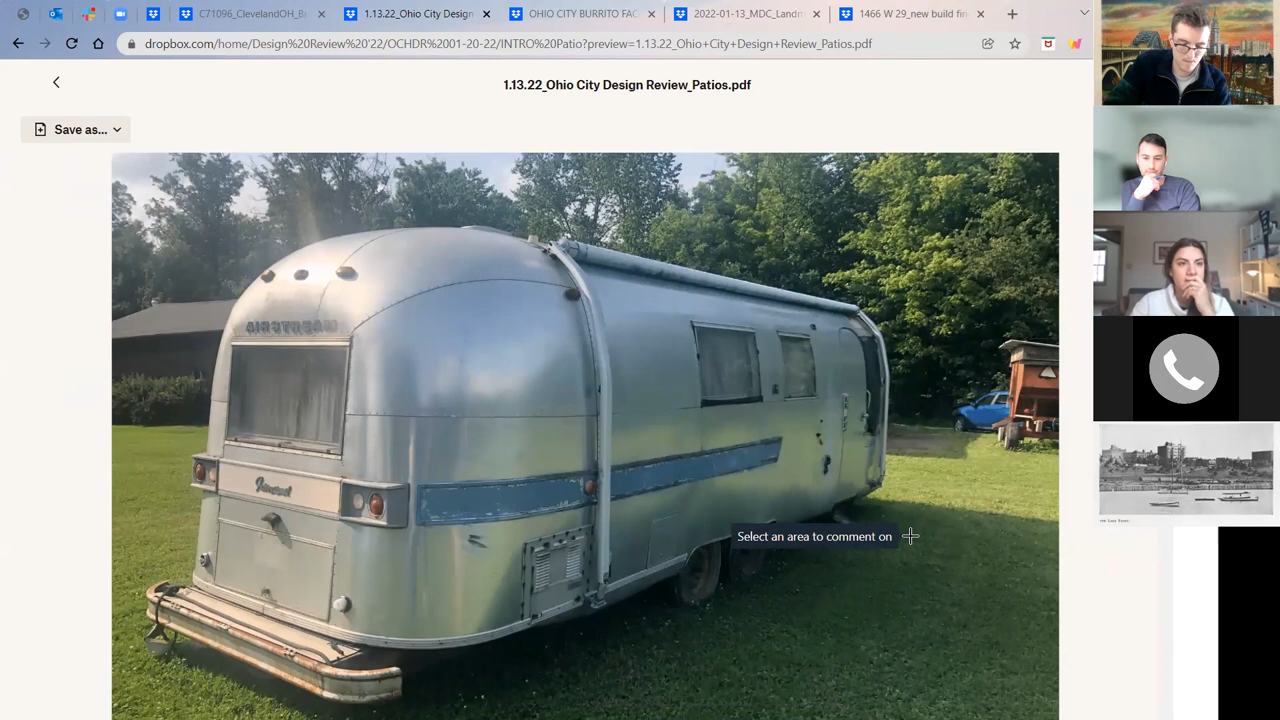 C71096_ClevelandOH_B
1.13.22_Ohio City Design
OHIO CITY BURRITO FAC
2022-01-13_MDC_Landm
1466 W 29_new build fin
dropbox.com/home/Design%20Review%20'22/OCHDR%2001-2022/INTRO%20Patio?preview=1.13.22_Ohio+City+Design+Review_Patios.pdf
1.13.22_Ohio City Design Review_Patios.pdf
Save as...
AIRSTREAM
Select an area to comment on